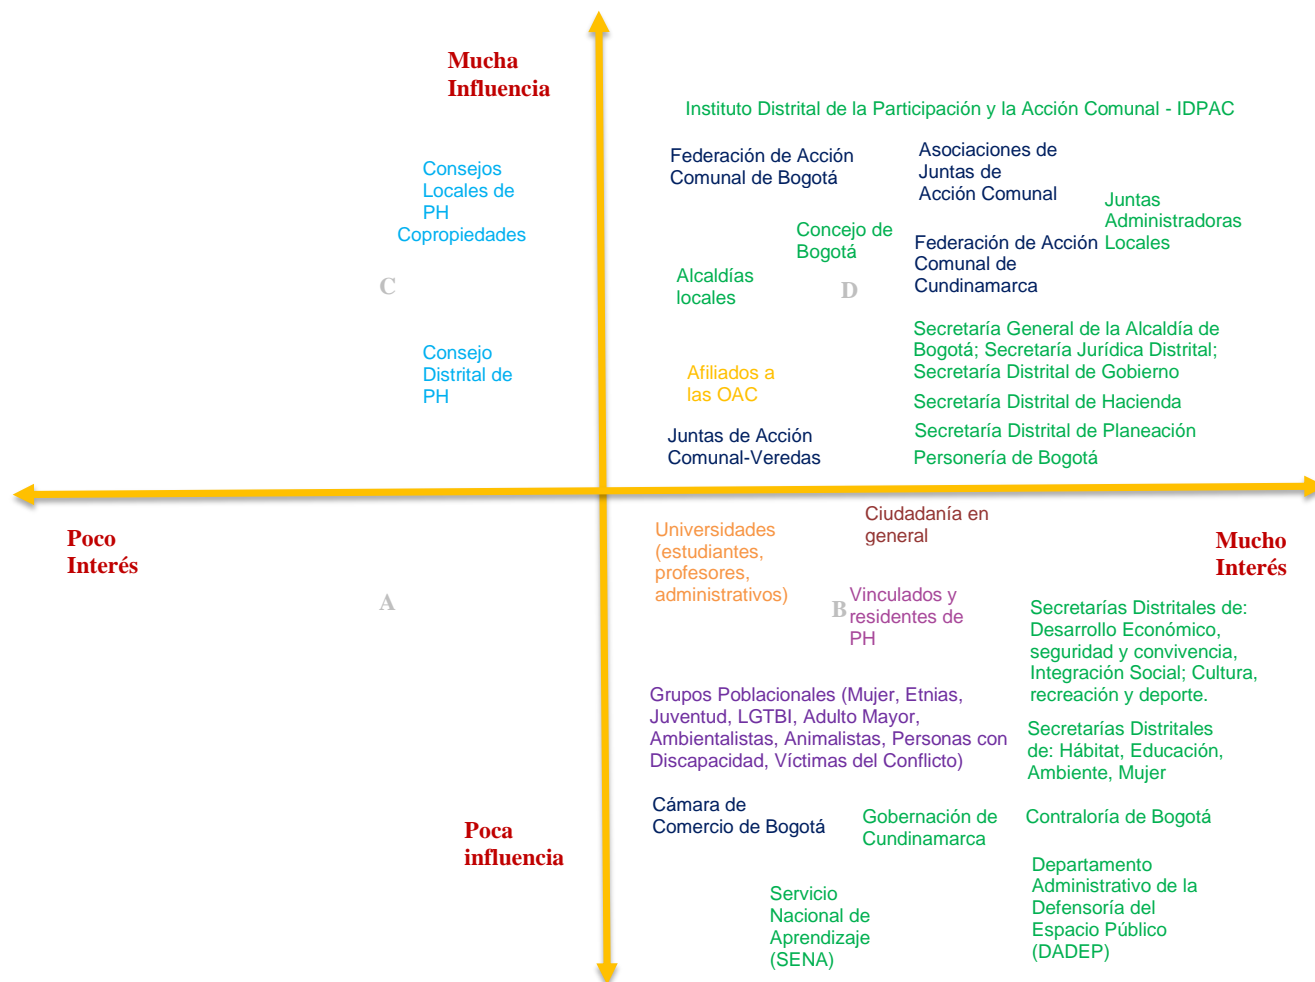 Mucha
Influencia
Instituto Distrital de la Participación y la Acción Comunal - IDPAC
Consejos
Locales de
PH
Copropiedades
Federación de Acción
Comunal de Bogotá
Asociaciones de
Juntas de
Acción Comunal
Juntas
Administradoras
Locales
Concejo de
Bogotá
Federación de Acción
Comunal de
Cundinamarca
Alcaldías
locales
C
D
Consejo
Distrital de
PH
Secretaría General de la Alcaldía de
Bogotá; Secretaría Jurídica Distrital;
Secretaría Distrital de Gobierno
Afiliados a
las OAC
Secretaría Distrital de Hacienda
Juntas de Acción
Comunal-Veredas
Secretaría Distrital de Planeación
Personería de Bogotá
Poco
Interés
Universidades
(estudiantes,
profesores,
administrativos)
Ciudadanía en
general
Mucho
Interés
A
B
Vinculados y
residentes de
PH
Secretarías Distritales de:
Desarrollo Económico,
seguridad y convivencia,
Integración Social; Cultura,
recreación y deporte.
Grupos Poblacionales (Mujer, Etnias,
Juventud, LGTBI, Adulto Mayor,
Ambientalistas, Animalistas, Personas con
Discapacidad, Víctimas del Conflicto)
Secretarías Distritales
de: Hábitat, Educación,
Ambiente, Mujer
Poca
influencia
Cámara de
Comercio de Bogotá
Gobernación de
Cundinamarca
Contraloría de Bogotá
Servicio
Nacional de
Aprendizaje
(SENA)
Departamento
Administrativo de la
Defensoría del
Espacio Público
(DADEP)